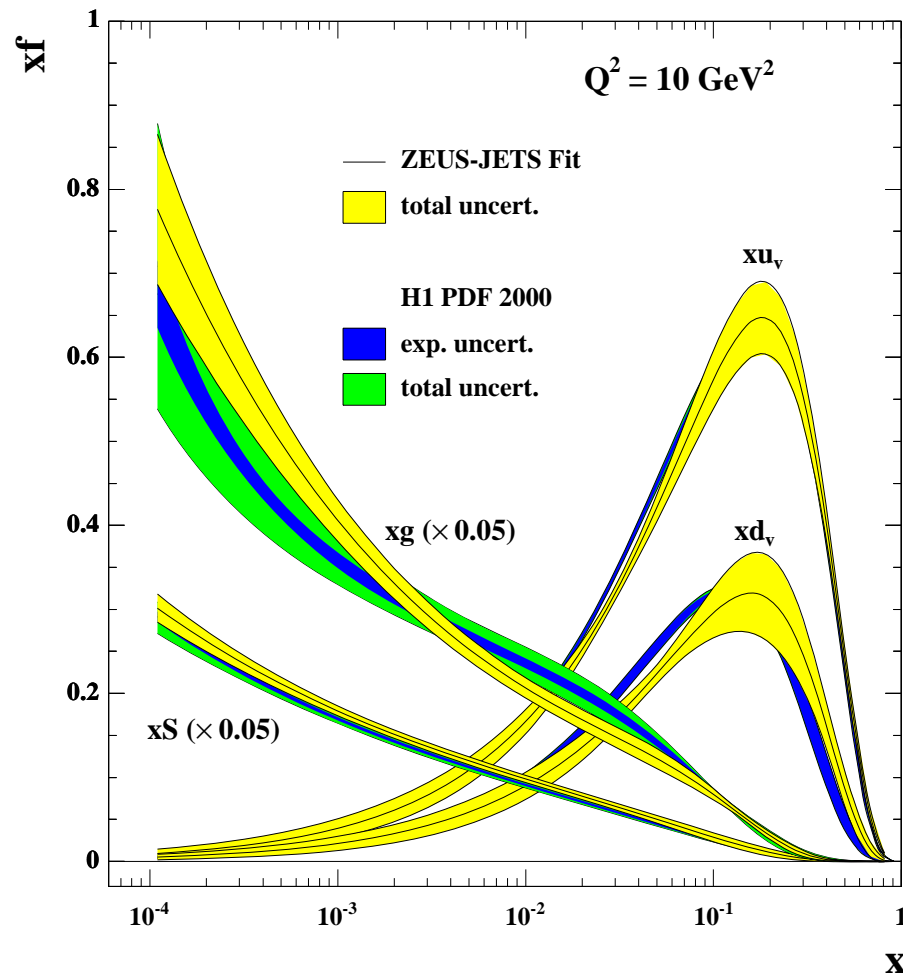 xf
1
Q² = 10 GeV²
ZEUS-JETS Fit
0.8
total uncert.
xuᵥ
H1 PDF 2000
exp. uncert.
0.6
total uncert.
xg (× 0.05)
xdᵥ
0.4
0.2
xS (× 0.05)
0
10⁻⁴ 10⁻³ 10⁻² 10⁻¹ 1
x